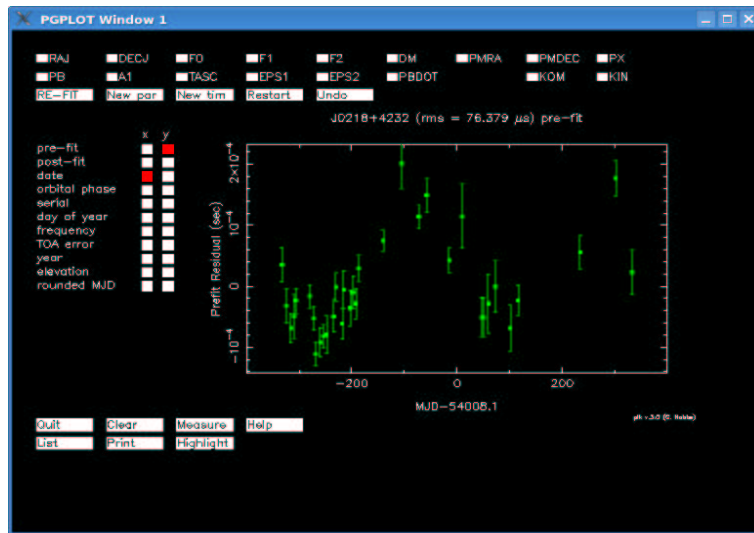 PGPLOT Window 1
RAJ DECJ F0 F1 F2 DM PMRA PMDEC PX
PB A1 TASC EPS1 EPS2 PBDOT KOM KIN
RE-FIT New par New tim Restart Undo
J0218+4232 (rms = 76.379 μs) pre-fit
x y
pre-fit
post-fit
date
orbital phase
serial
day of year
frequency
TOA error
year
elevation
rounded MJD
Prefit Residual (sec)
2×10⁻⁴
10⁻⁴
0
−10⁻⁴
−200 0 200
MJD-54008.1
plk v.3.0 (G. Hobbs)
Quit Clear Measure Help
List Print Highlight